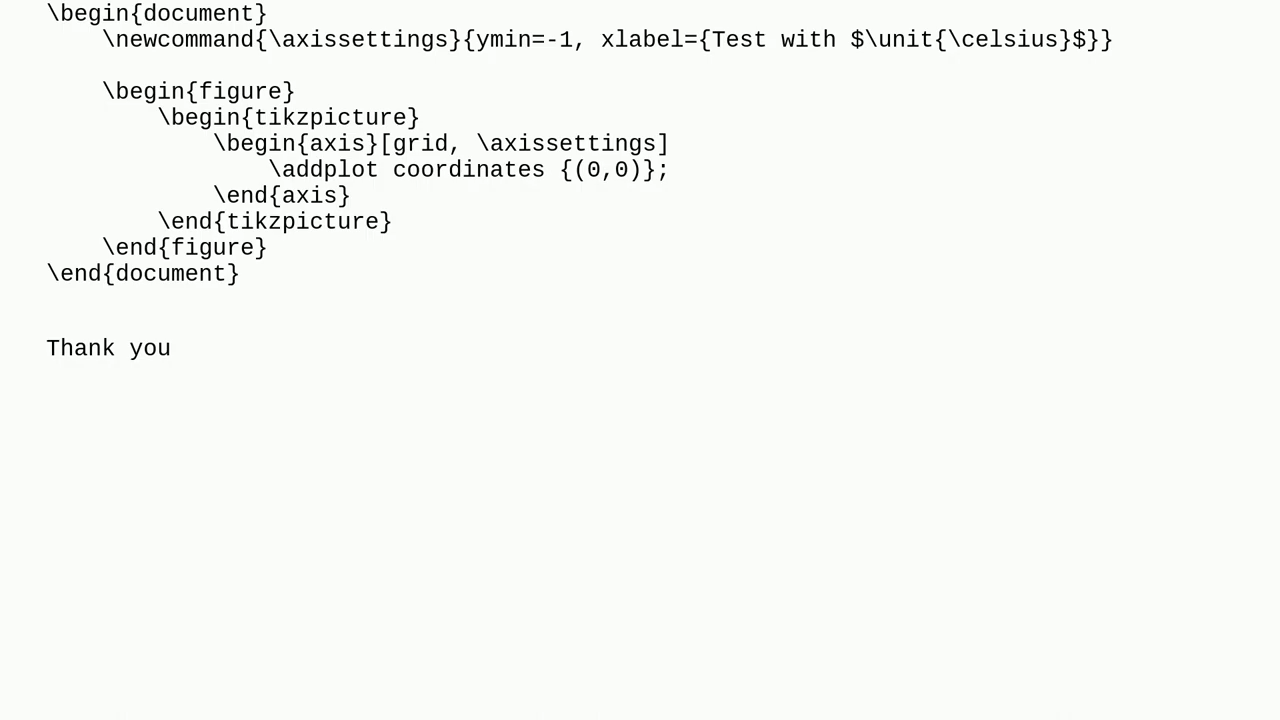 \begin{document}
    \newcommand{\axissettings}{ymin=-1, xlabel={Test with $\unit{\celsius}$}}

    \begin{figure}
        \begin{tikzpicture}
            \begin{axis}[grid, \axissettings]
                \addplot coordinates {(0,0)};
            \end{axis}
        \end{tikzpicture}
    \end{figure}
\end{document}

Thank you